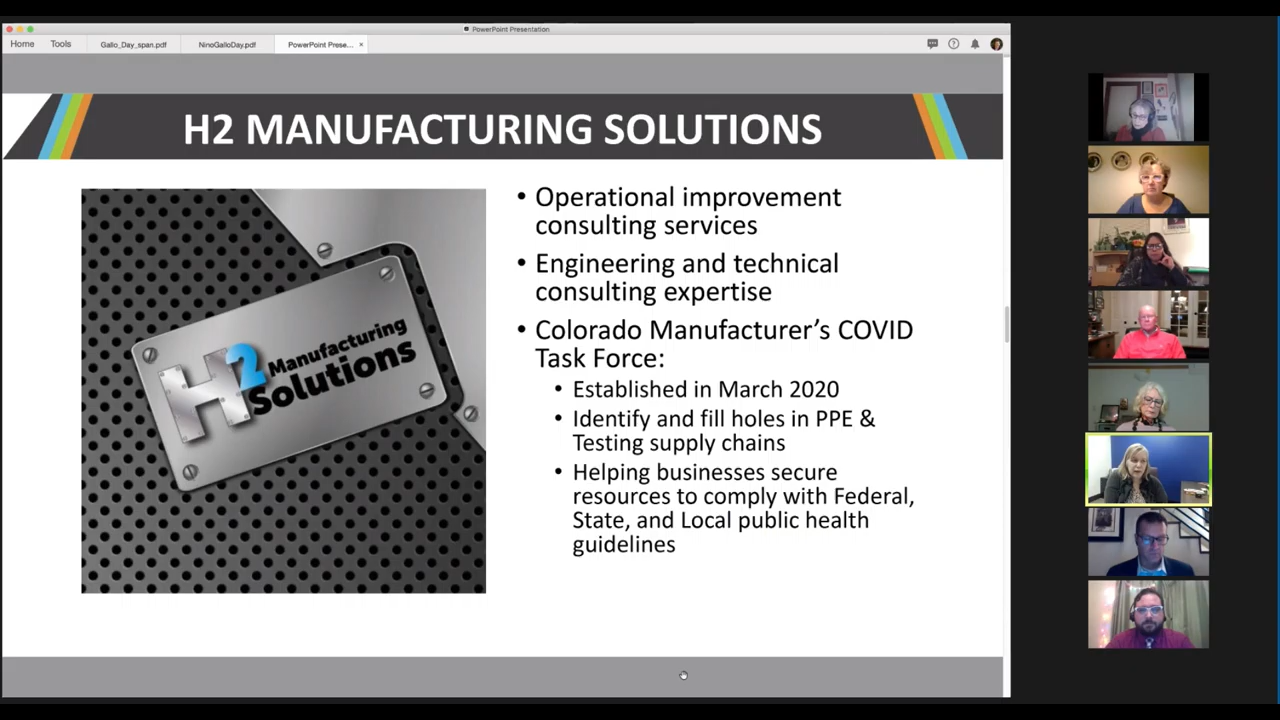 PowerPoint Presentation
Home
Tools
Gallo_Day_span.pdf
NinoGalloDay.pdf
PowerPoint Prese...
×
?
H2 MANUFACTURING SOLUTIONS
H2 Manufacturing
Solutions
• Operational improvement
consulting services
• Engineering and technical
consulting expertise
• Colorado Manufacturer’s COVID
Task Force:
• Established in March 2020
• Identify and fill holes in PPE &
Testing supply chains
• Helping businesses secure
resources to comply with Federal,
State, and Local public health
guidelines